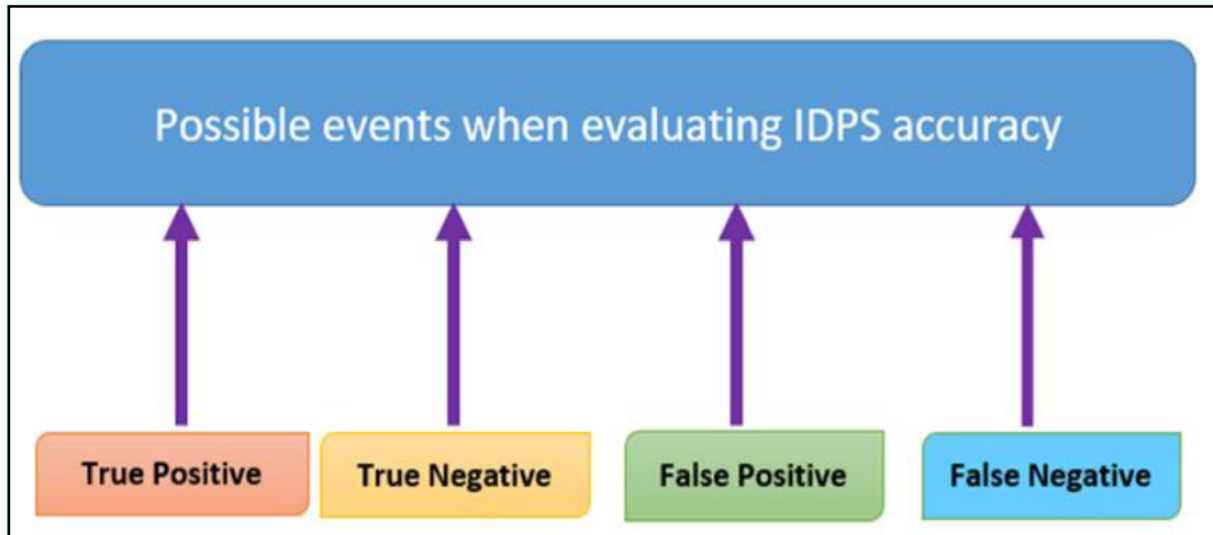 Possible events when evaluating IDPS accuracy
True Positive
True Negative
False Positive
False Negative